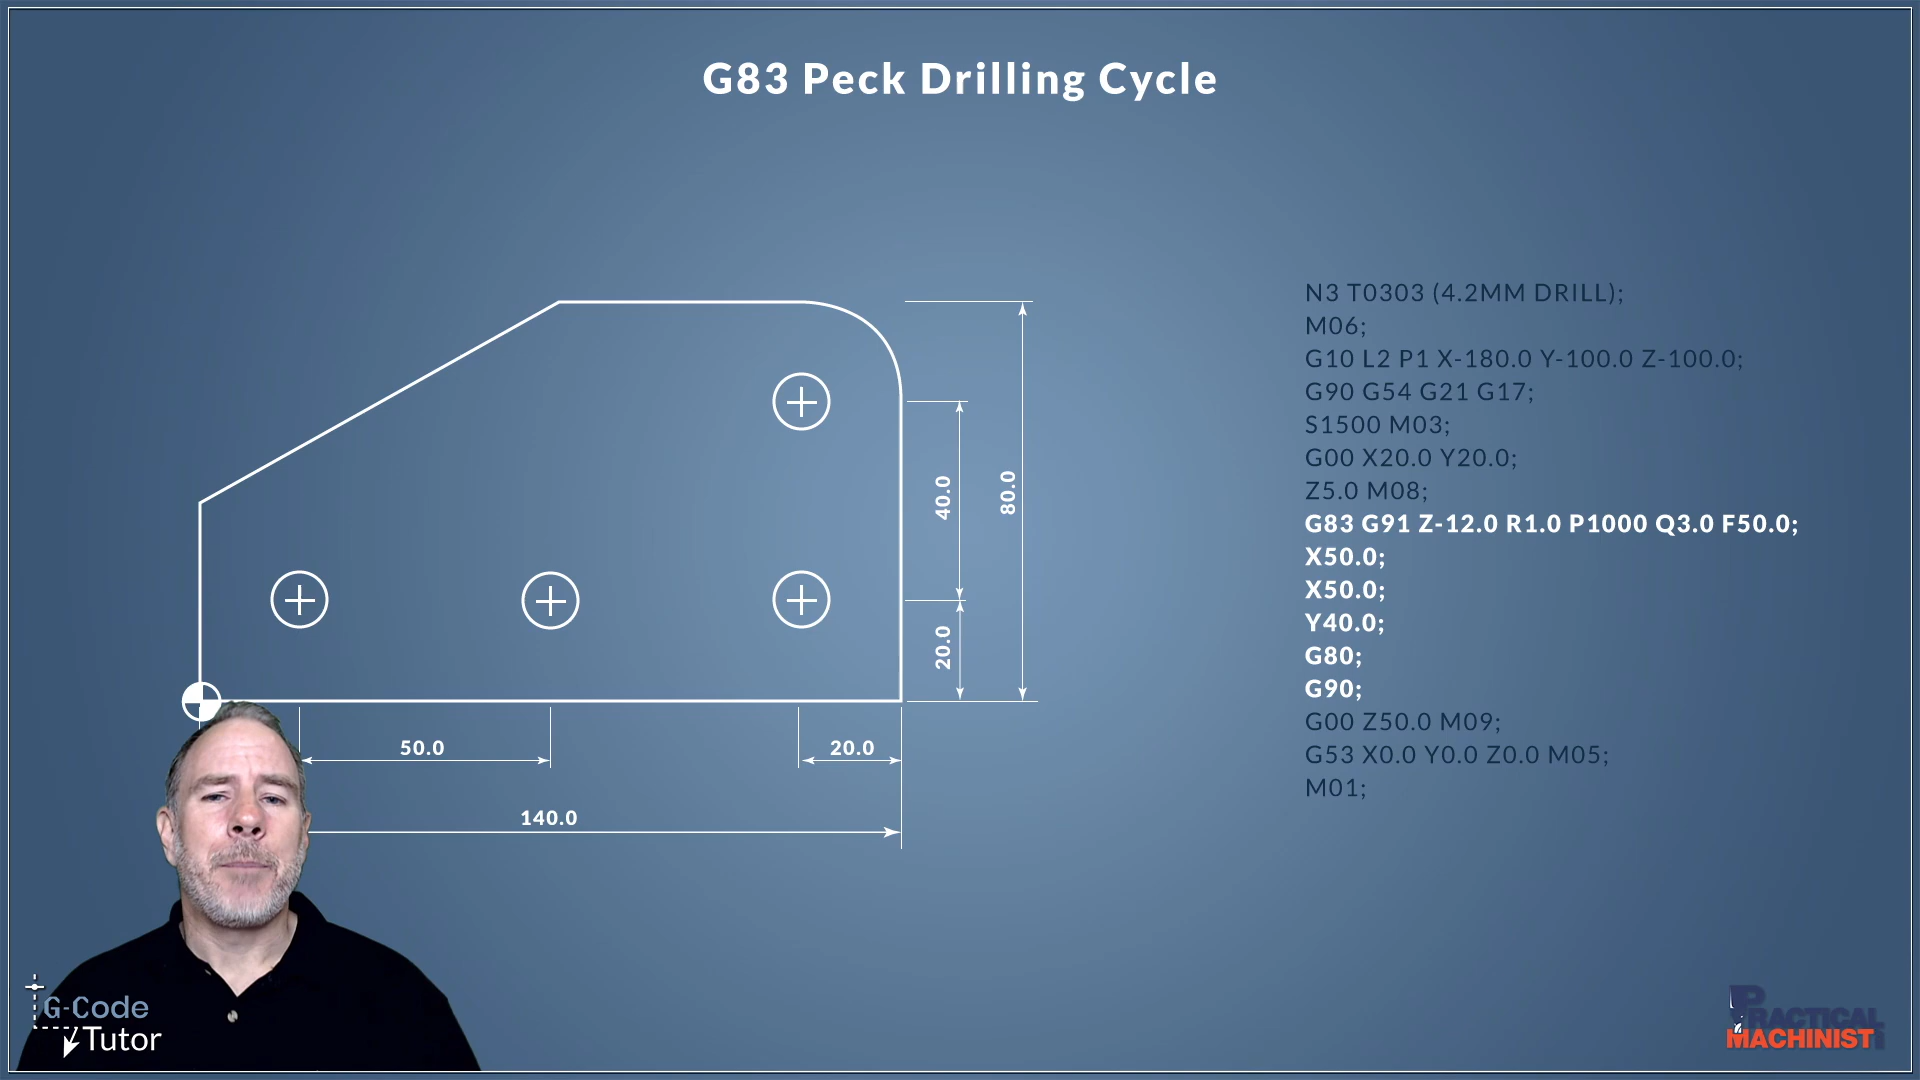 G83 Peck Drilling Cycle
N3 T0303 (4.2MM DRILL);
M06;
G10 L2 P1 X-180.0 Y-100.0 Z-100.0;
G90 G54 G21 G17;
S1500 M03;
G00 X20.0 Y20.0;
Z5.0 M08;
G83 G91 Z-12.0 R1.0 P1000 Q3.0 F50.0;
X50.0;
X50.0;
Y40.0;
G80;
G90;
G00 Z50.0 M09;
G53 X0.0 Y0.0 Z0.0 M05;
M01;
40.0
80.0
20.0
50.0
20.0
140.0
G-Code
Tutor
PRACTICAL
MACHINIST